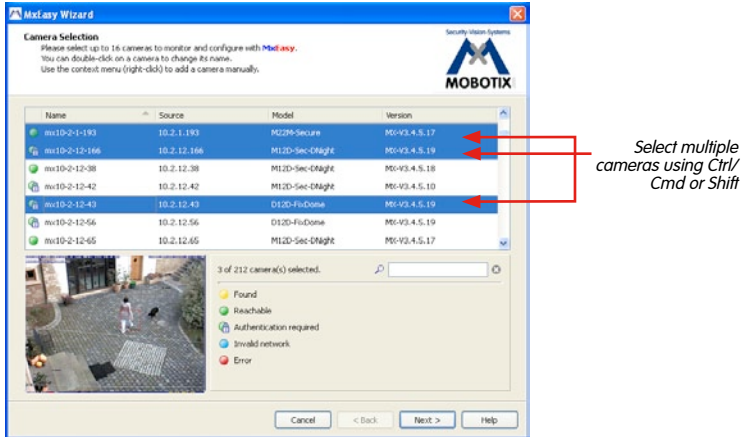 MxEasy Wizard
Camera Selection
Please select up to 16 cameras to monitor and configure with MxEasy.
You can double-click on a camera to change its name.
Use the context menu (right-click) to add a camera manually.
Security-Vision-Systems
MOBOTIX
Name Source Model Version
mx10-2-1-193 10.2.1.193 M22M-Secure MX-V3.4.5.17
mx10-2-12-166 10.2.12.166 M12D-Sec-DNight MX-V3.4.5.19
mx10-2-12-38 10.2.12.38 M12D-Sec-DNight MX-V3.4.5.18
mx10-2-12-42 10.2.12.42 M12D-Sec-DNight MX-V3.4.5.10
mx10-2-12-43 10.2.12.43 D12D-FixDome MX-V3.4.5.19
mx10-2-12-56 10.2.12.56 D12D-FixDome MX-V3.4.5.19
mx10-2-12-65 10.2.12.65 M12D-Sec-DNight MX-V3.4.5.17
Select multiple
cameras using Ctrl/
Cmd or Shift
3 of 212 camera(s) selected.
Found
Reachable
Authentication required
Invalid network
Error
Cancel < Back Next > Help